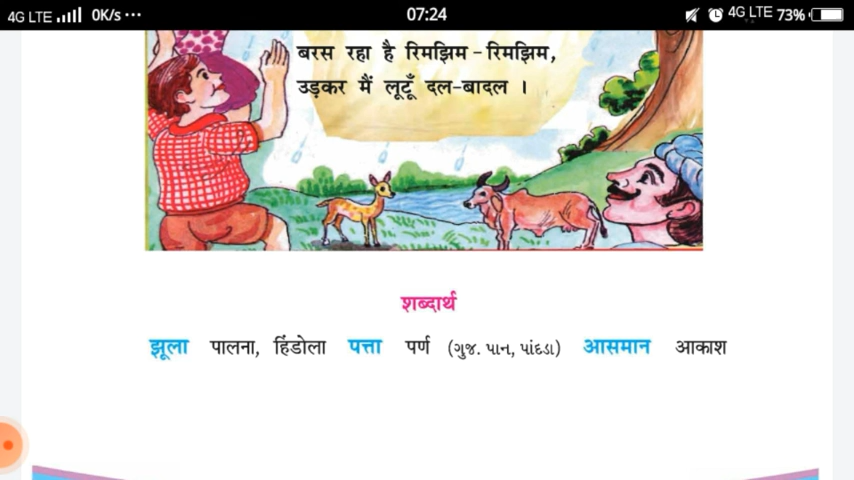 4G LTE 0K/s ··· 07:24 4G LTE 73%
बरस रहा है रिमझिम - रिमझिम,
उड़कर मैं लूटूँ दल-बादल ।
शब्दार्थ
झूला पालना, हिंडोला पत्ता पर्ण (ગુજ. પાન, પાંદડા) आसमान आकाश